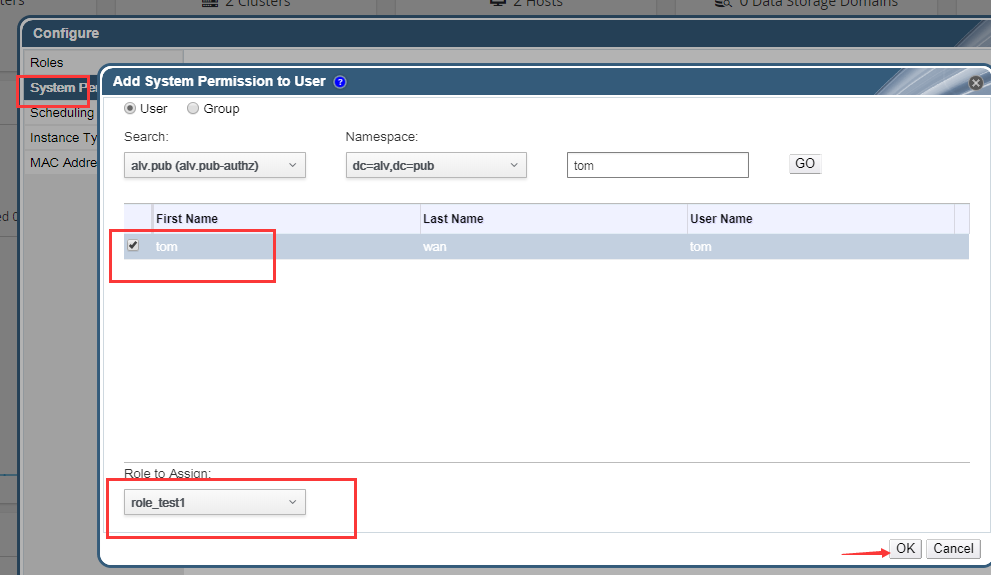 ters 2 Clusters 2 Hosts 0 Data Storage Domains
Configure
Roles
System Pe
Scheduling
Instance Ty
MAC Addre
ed 0
Add System Permission to User ?
User Group
Search: Namespace:
alv.pub (alv.pub-authz) dc=alv,dc=pub tom GO
First Name Last Name User Name
tom wan tom
Role to Assign:
role_test1
OK Cancel